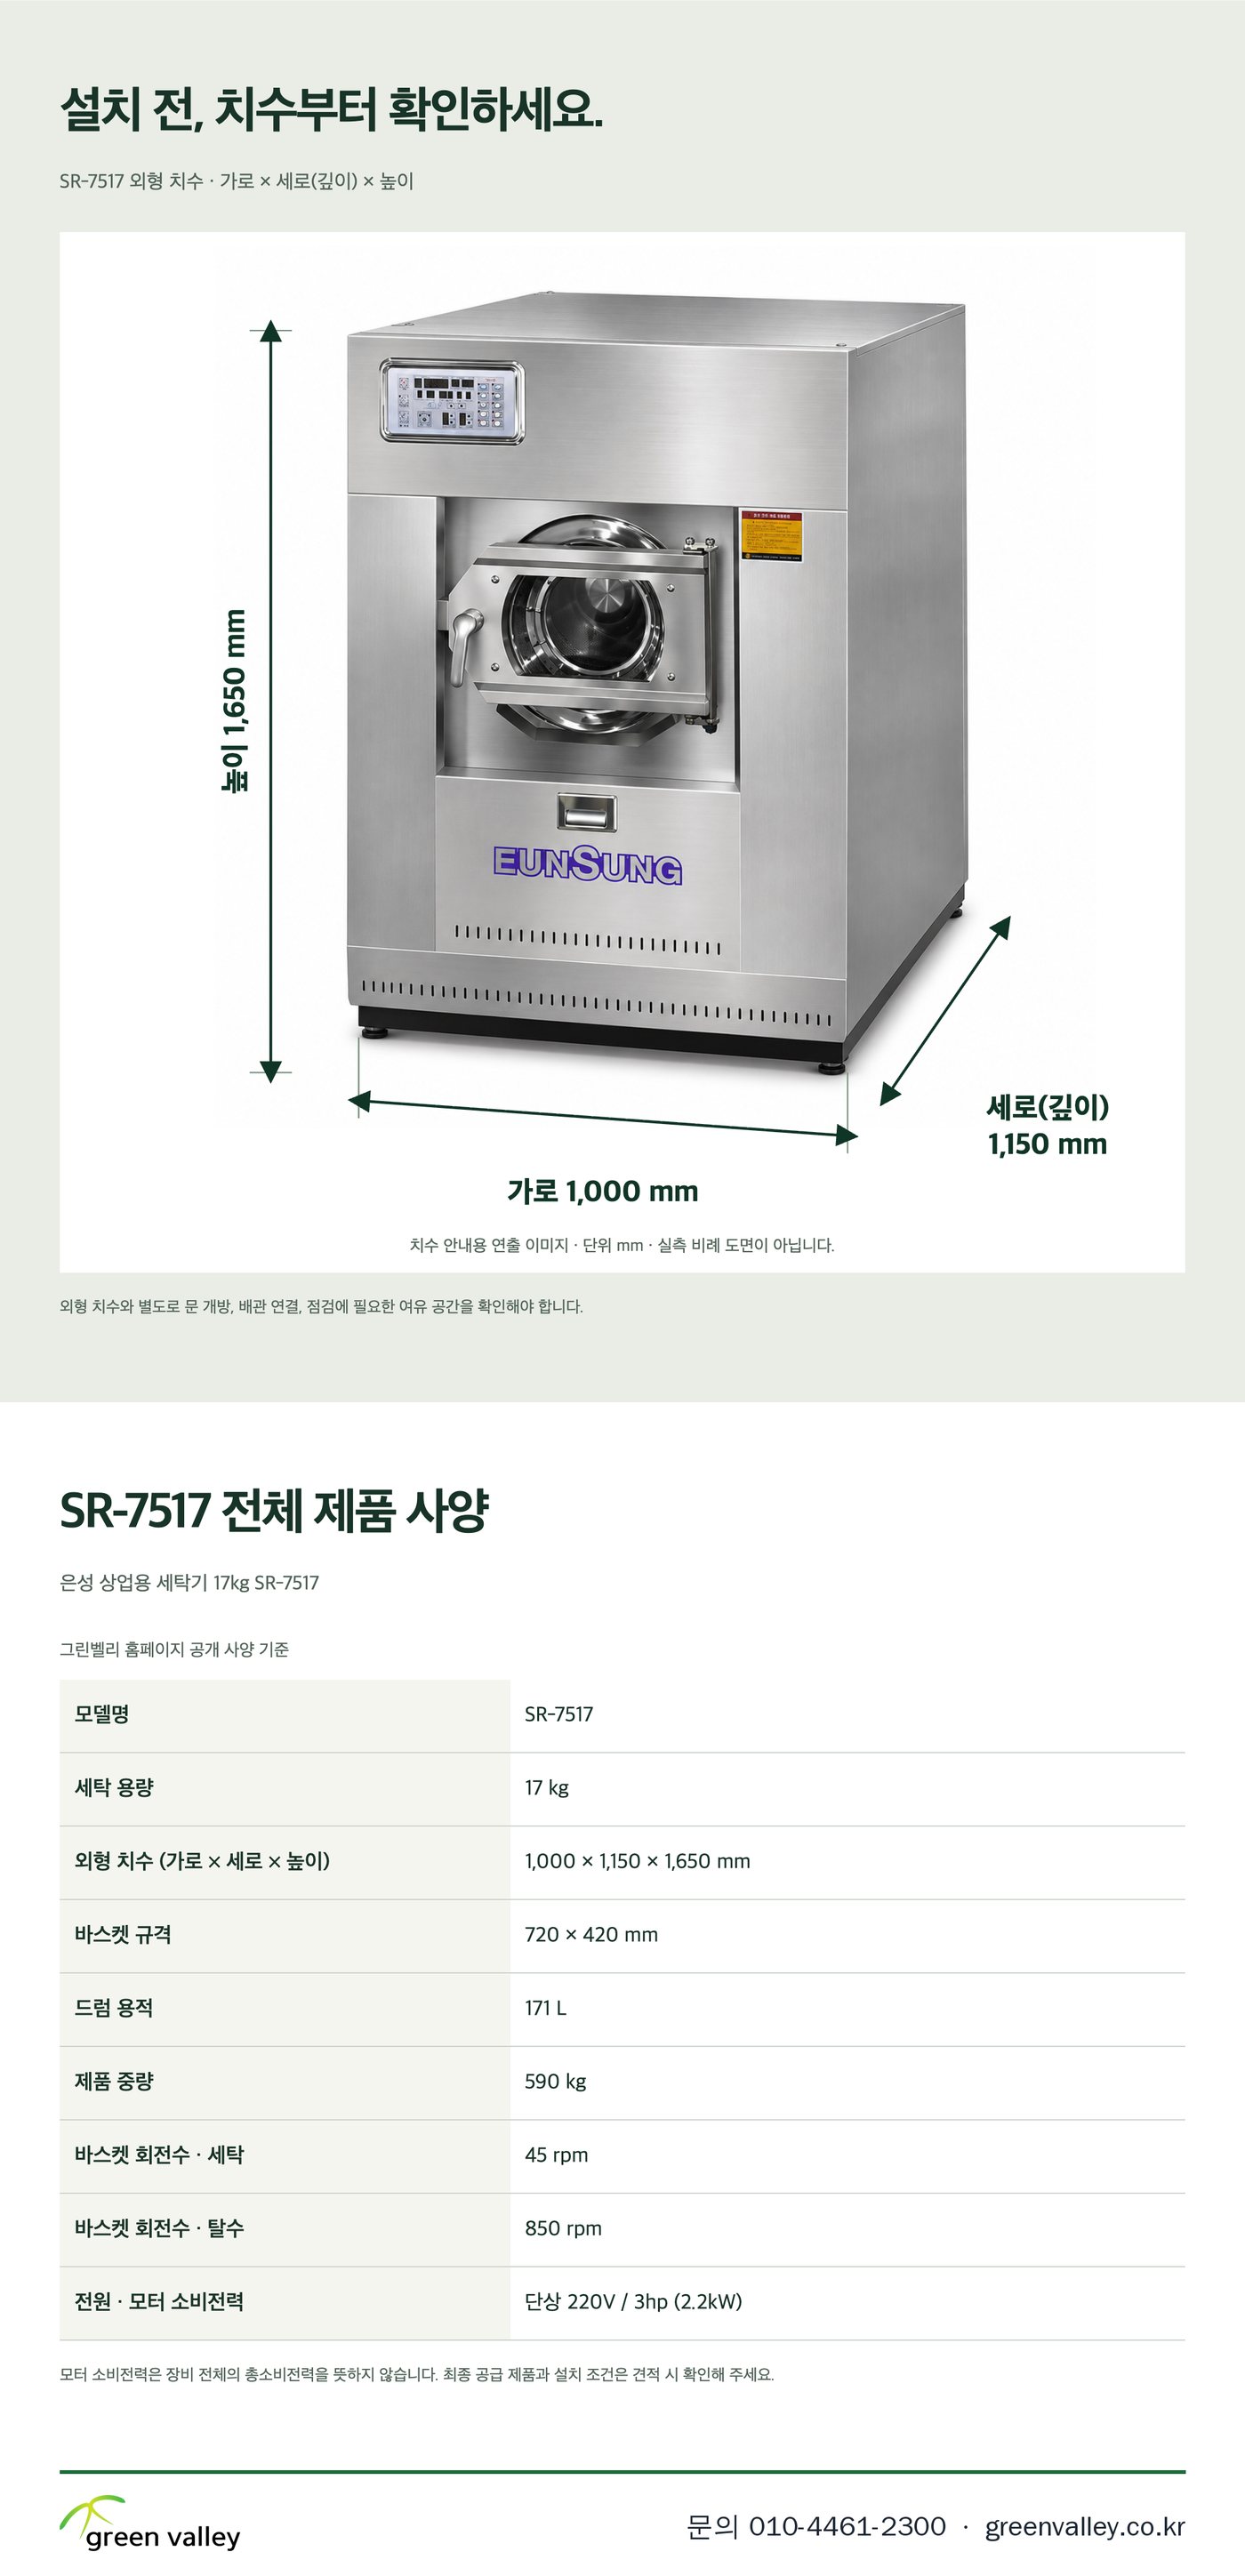 설치 전, 치수부터 확인하세요.
SR-7517 외형 치수 · 가로 × 세로(깊이) × 높이
높이 1,650 mm
EUNSUNG
세로(깊이)
1,150 mm
가로 1,000 mm
치수 안내용 연출 이미지 · 단위 mm · 실측 비례 도면이 아닙니다.
외형 치수와 별도로 문 개방, 배관 연결, 점검에 필요한 여유 공간을 확인해야 합니다.
SR-7517 전체 제품 사양
은성 상업용 세탁기 17kg SR-7517
그린벨리 홈페이지 공개 사양 기준
모델명 SR-7517
세탁 용량 17 kg
외형 치수 (가로 × 세로 × 높이) 1,000 × 1,150 × 1,650 mm
바스켓 규격 720 × 420 mm
드럼 용적 171 L
제품 중량 590 kg
바스켓 회전수 · 세탁 45 rpm
바스켓 회전수 · 탈수 850 rpm
전원 · 모터 소비전력 단상 220V / 3hp (2.2kW)
모터 소비전력은 장비 전체의 총소비전력을 뜻하지 않습니다. 최종 공급 제품과 설치 조건은 견적 시 확인해 주세요.
green valley
문의 010-4461-2300 · greenvalley.co.kr